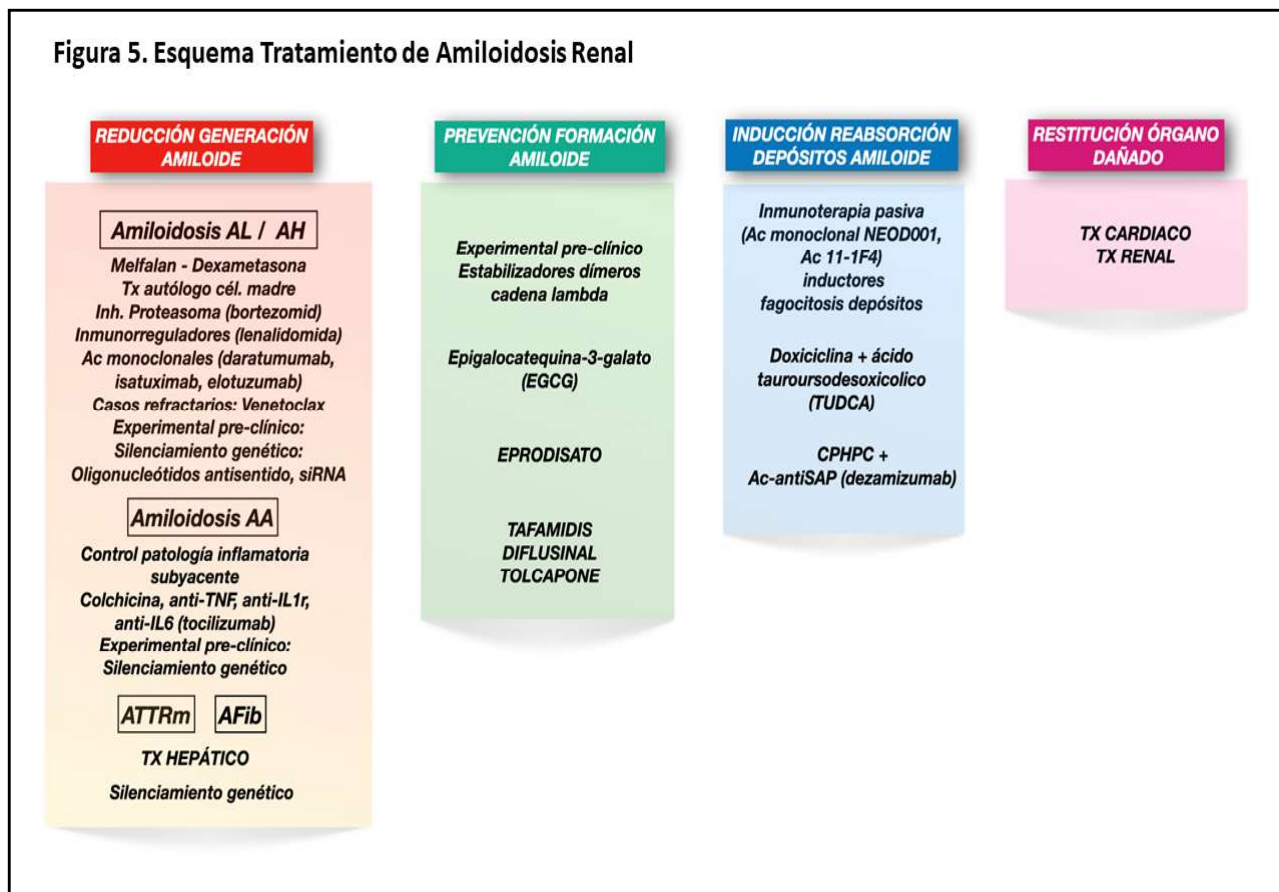 Figura 5. Esquema Tratamiento de Amiloidosis Renal
REDUCCIÓN GENERACIÓN
AMILOIDE
Amiloidosis AL / AH
Melfalan - Dexametasona
Tx autólogo cél. madre
Inh. Proteasoma (bortezomid)
Inmunorreguladores (lenalidomida)
Ac monoclonales (daratumumab,
isatuximab, elotuzumab)
Casos refractarios: Venetoclax
Experimental pre-clínico:
Silenciamiento genético:
Oligonucleótidos antisentido, siRNA
Amiloidosis AA
Control patología inflamatoria
subyacente
Colchicina, anti-TNF, anti-IL1r,
anti-IL6 (tocilizumab)
Experimental pre-clínico:
Silenciamiento genético
ATTRm AFib
TX HEPÁTICO
Silenciamiento genético
PREVENCIÓN FORMACIÓN
AMILOIDE
Experimental pre-clínico
Estabilizadores dímeros
cadena lambda
Epigalocatequina-3-galato
(EGCG)
EPRODISATO
TAFAMIDIS
DIFLUSINAL
TOLCAPONE
INDUCCIÓN REABSORCIÓN
DEPÓSITOS AMILOIDE
Inmunoterapia pasiva
(Ac monoclonal NEOD001,
Ac 11-1F4)
inductores
fagocitosis depósitos
Doxiciclina + ácido
tauroursodesoxicolico
(TUDCA)
CPHPC +
Ac-antiSAP (dezamizumab)
RESTITUCIÓN ÓRGANO
DAÑADO
TX CARDIACO
TX RENAL